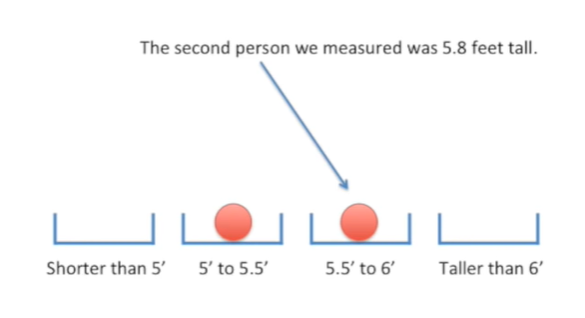 The second person we measured was 5.8 feet tall.
Shorter than 5′ 5′ to 5.5′ 5.5′ to 6′ Taller than 6′